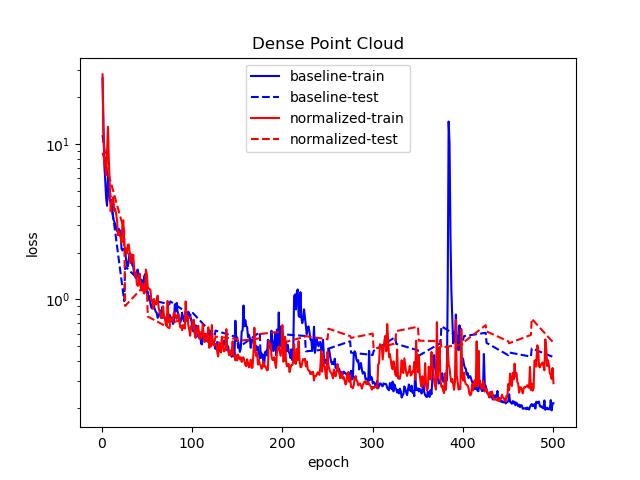 Dense Point Cloud
baseline-train
baseline-test
normalized-train
normalized-test
10^1
10^0
loss
0 100 200 300 400 500
epoch